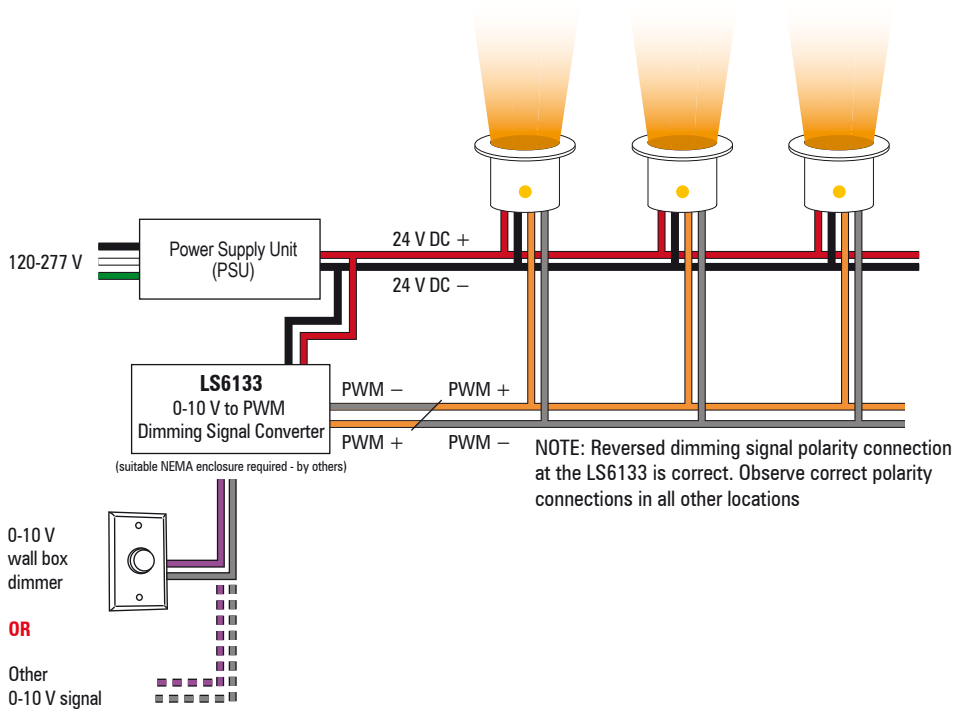 120-277 V
Power Supply Unit
(PSU)
24 V DC +
24 V DC −
LS6133
0-10 V to PWM
Dimming Signal Converter
(suitable NEMA enclosure required - by others)
PWM −
PWM +
PWM +
PWM −
NOTE: Reversed dimming signal polarity connection
at the LS6133 is correct. Observe correct polarity
connections in all other locations
0-10 V
wall box
dimmer
OR
Other
0-10 V signal